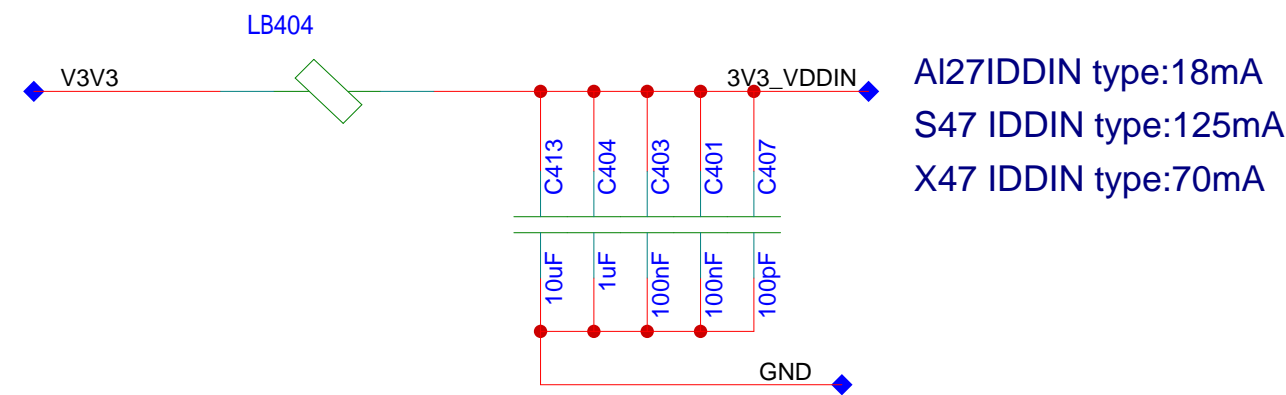 LB404
V3V3
3V3_VDDIN
AI27IDDIN type:18mA
S47 IDDIN type:125mA
X47 IDDIN type:70mA
C413
C404
C403
C401
C407
10uF
1uF
100nF
100nF
100pF
GND